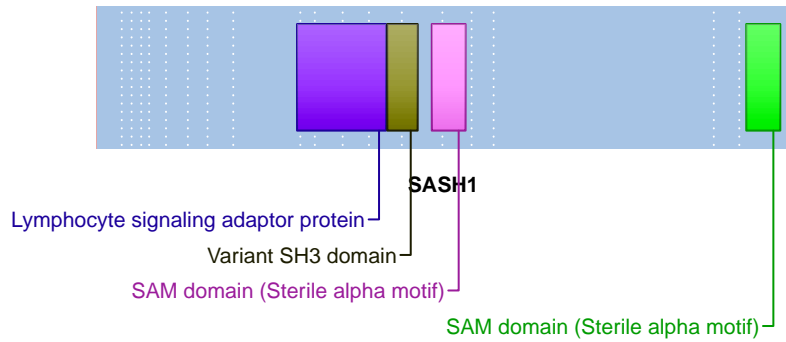 SASH1
Lymphocyte signaling adaptor protein
Variant SH3 domain
SAM domain (Sterile alpha motif)
SAM domain (Sterile alpha motif)